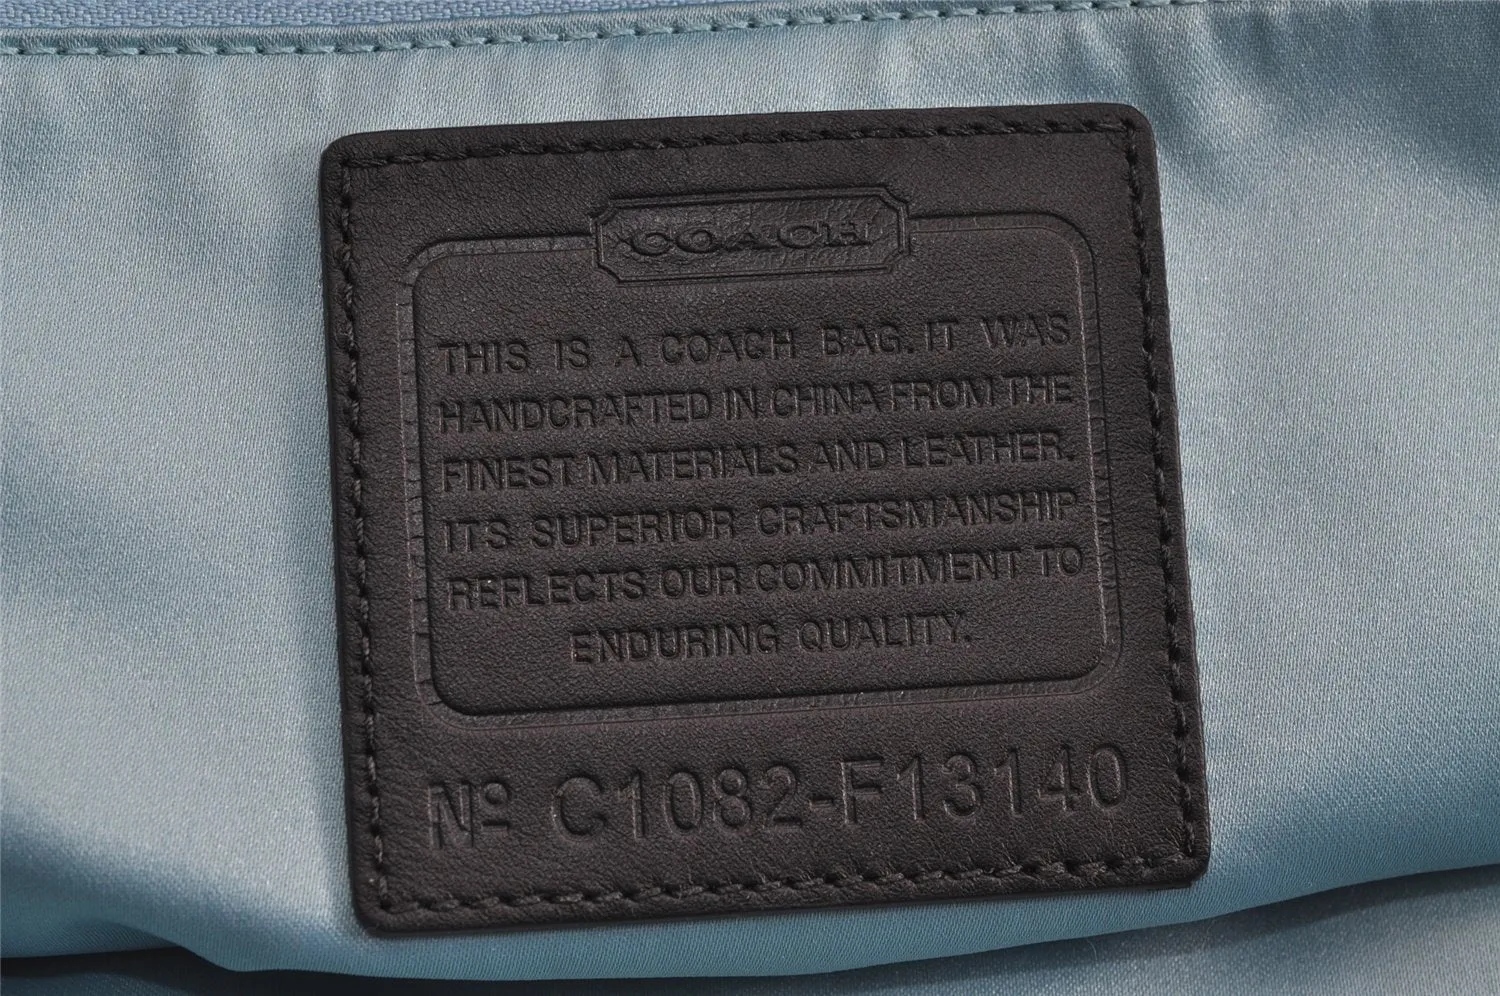 COACH
THIS IS A COACH BAG. IT WAS
HANDCRAFTED IN CHINA FROM THE
FINEST MATERIALS AND LEATHER.
ITS SUPERIOR CRAFTSMANSHIP
REFLECTS OUR COMMITMENT TO
ENDURING QUALITY.
Nº C1082-F13140